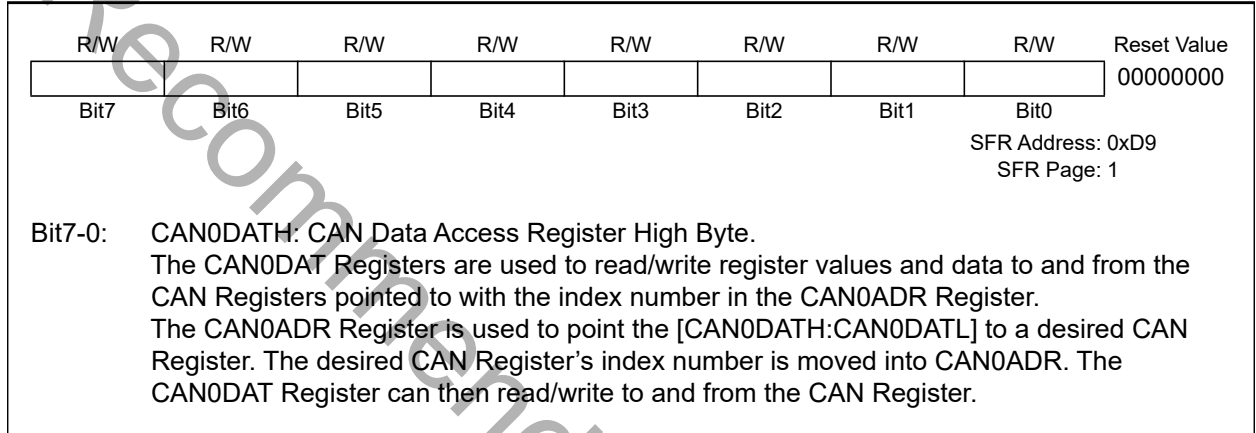 R/W R/W R/W R/W R/W R/W R/W R/W Reset Value
00000000
Bit7 Bit6 Bit5 Bit4 Bit3 Bit2 Bit1 Bit0
SFR Address: 0xD9
SFR Page: 1
Bit7-0: CAN0DATH: CAN Data Access Register High Byte.
The CAN0DAT Registers are used to read/write register values and data to and from the
CAN Registers pointed to with the index number in the CAN0ADR Register.
The CAN0ADR Register is used to point the [CAN0DATH:CAN0DATL] to a desired CAN
Register. The desired CAN Register’s index number is moved into CAN0ADR. The
CAN0DAT Register can then read/write to and from the CAN Register.